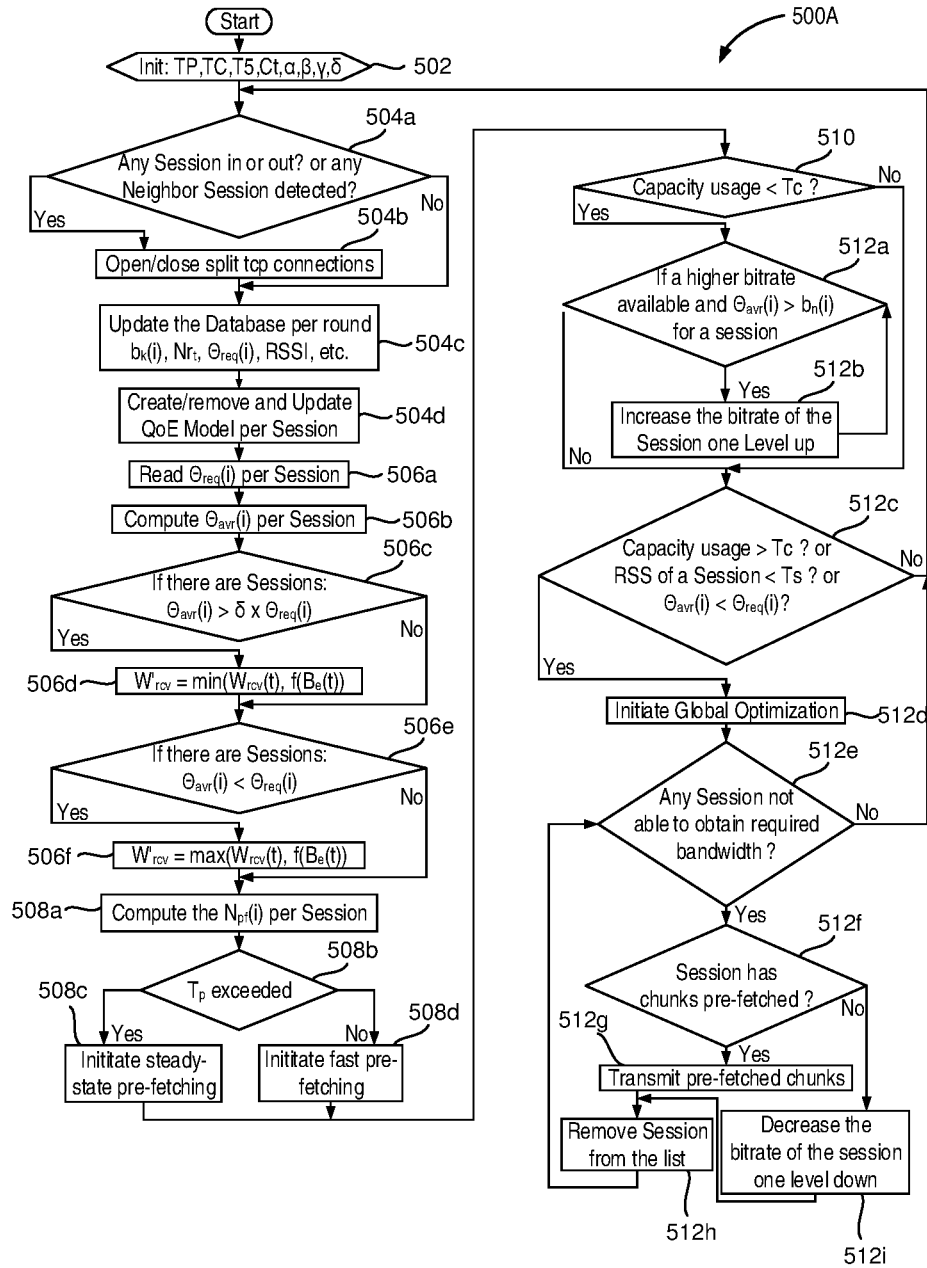 Start
500A
Init: TP,TC,T5,Ct,α,β,γ,δ
502
504a
Any Session in or out? or any
Neighbor Session detected?
Yes
No
504b
Open/close split tcp connections
Update the Database per round
bk(i), Nrt, Θreq(i), RSSI, etc.
504c
Create/remove and Update
QoE Model per Session
504d
Read Θreq(i) per Session
506a
Compute Θavr(i) per Session
506b
506c
If there are Sessions:
Θavr(i) > δ x Θreq(i)
Yes
No
506d
W'rcv = min(Wrcv(t), f(Be(t))
506e
If there are Sessions:
Θavr(i) < Θreq(i)
Yes
No
506f
W'rcv = max(Wrcv(t), f(Be(t))
508a
Compute the Npf(i) per Session
508b
Tp exceeded
508c
Yes
No
508d
Inititate steady-
state pre-fetching
Inititate fast pre-
fetching
510
Capacity usage < Tc ?
No
Yes
512a
If a higher bitrate
available and Θavr(i) > bn(i)
for a session
Yes
512b
Increase the bitrate of the
Session one Level up
No
512c
Capacity usage > Tc ? or
RSS of a Session < Ts ? or
Θavr(i) < Θreq(i)?
No
Yes
Initiate Global Optimization
512d
512e
Any Session not
able to obtain required
bandwidth ?
No
Yes
512f
Session has
chunks pre-fetched ?
No
512g
Yes
Transmit pre-fetched chunks
Remove Session
from the list
Decrease the
bitrate of the session
one level down
512h
512i